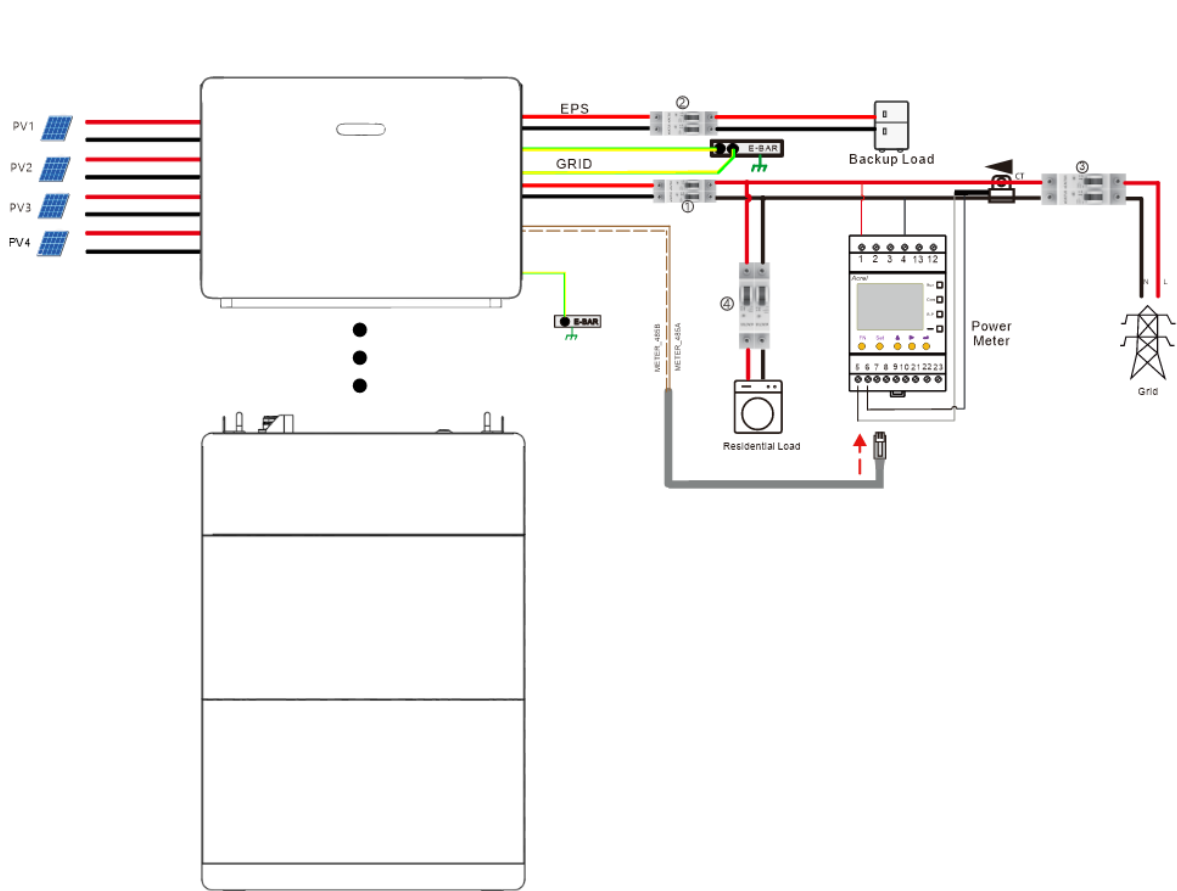 PV1
PV2
PV3
PV4
EPS
②
E-BAR
GRID
Backup Load
①
CT
③
1 2 3 4 13 12
Acrel
④
N
L
Power
Meter
E-BAR
METER_485B
METER_485A
5 6 7 8 9 10 21 22 23
Grid
Residential Load